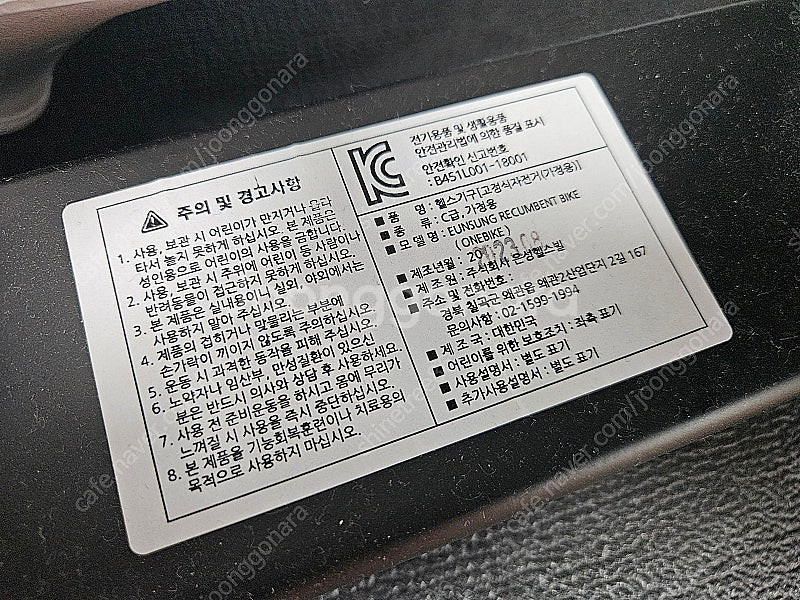 주의 및 경고사항
1. 사용, 보관 시 어린이가 만지거나 올라
타서 놀지 못하게 하십시오. 본 제품은
성인용으로 어린이의 사용을 금합니다.
2. 사용, 보관 시 주위에 어린이 등 사람이나
반려동물이 접근하지 못하게 하십시오.
3. 본 제품은 실내용이니 실외, 야외에서는
사용하지 말아 주십시오.
4. 제품의 접히거나 맞물리는 부분에
손가락이 끼이지 않도록 주의하십시오.
5. 운동 시 과격한 동작을 피해 주십시오.
6. 노약자나 임산부, 만성질환이 있으신
분은 반드시 의사와 상담 후 사용하세요.
7. 사용 전 준비운동을 하시고 몸에 무리가
느껴질 시 사용을 즉시 중단하십시오.
8. 본 제품을 기능회복훈련이나 치료용의
목적으로 사용하지 마십시오.
전기용품 및 생활용품
안전관리법에 의한 품질 표시
안전확인 신고번호
: B451L001-18001
■ 품 명 : 헬스기구[고정식자전거(가정용)]
■ 종 류 : C급, 가정용
■ 모델명 : EUNSUNG RECUMBENT BIKE
(ONEBIKE)
■ 제조년월 : 2023.08
■ 제 조 원 : 주식회사 은성헬스빌
■ 주소 및 전화번호 :
경북 칠곡군 왜관읍 왜관2산업단지 2길 167
문의사항 : 02-1599-1994
■ 제 조 국 : 대한민국
■ 어린이를 위한 보호조치 : 좌측 표기
■ 사용설명서 : 별도 표기
■ 추가사용설명서 : 별도 표기
cafe.naver.com/joonggonara